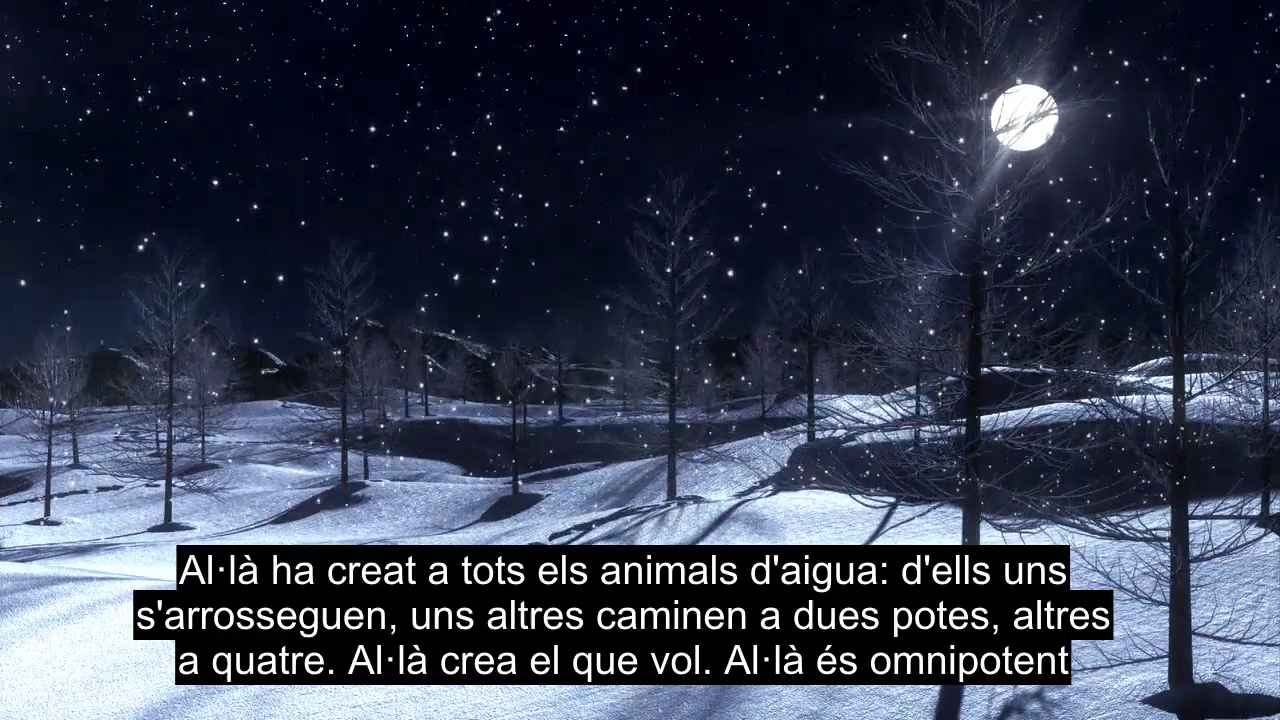 Al·là ha creat a tots els animals d'aigua: d'ells uns
s'arrosseguen, uns altres caminen a dues potes, altres
a quatre. Al·là crea el que vol. Al·là és omnipotent